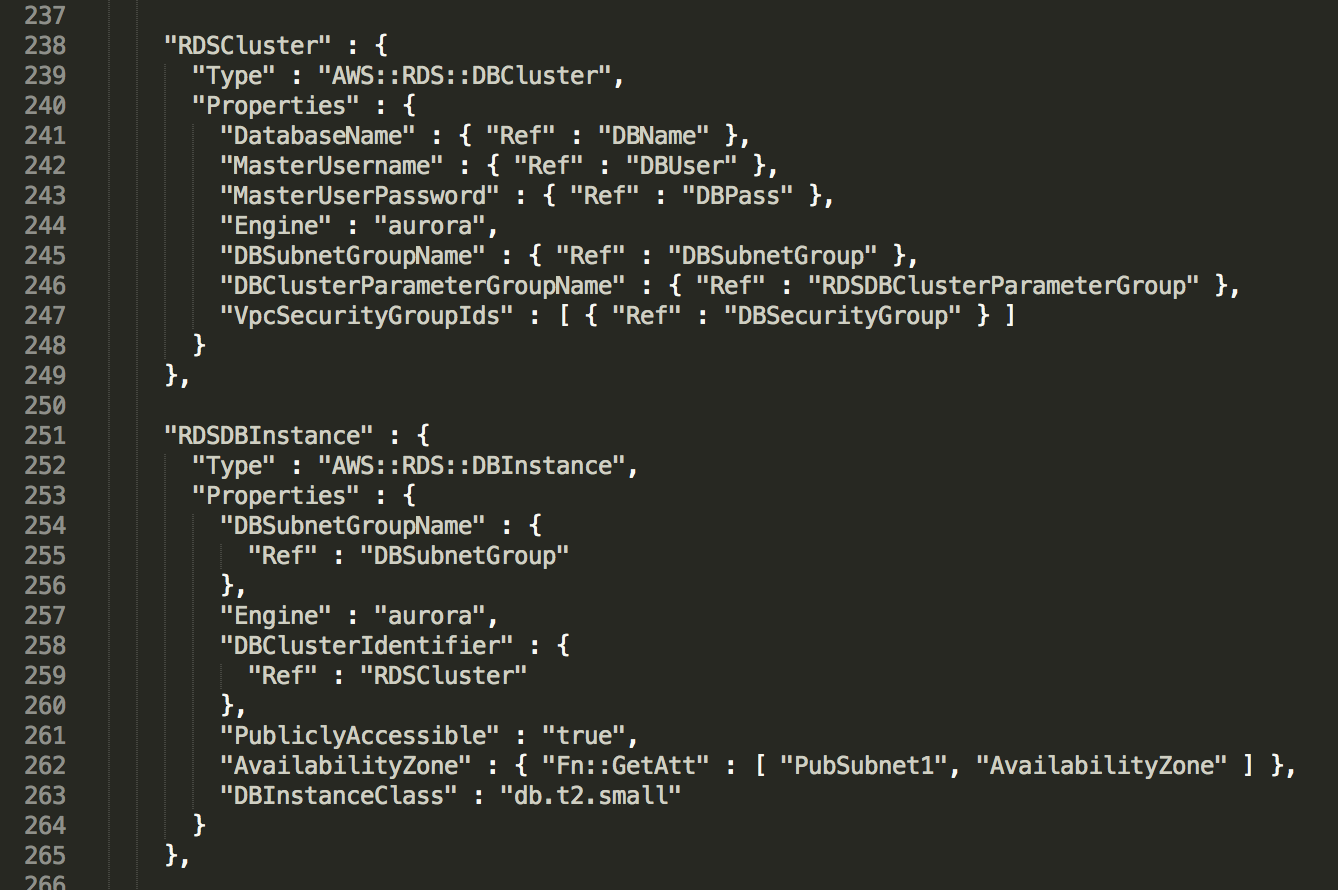 237
238 "RDSCluster" : {
239 "Type" : "AWS::RDS::DBCluster",
240 "Properties" : {
241 "DatabaseName" : { "Ref" : "DBName" },
242 "MasterUsername" : { "Ref" : "DBUser" },
243 "MasterUserPassword" : { "Ref" : "DBPass" },
244 "Engine" : "aurora",
245 "DBSubnetGroupName" : { "Ref" : "DBSubnetGroup" },
246 "DBClusterParameterGroupName" : { "Ref" : "RDSDBClusterParameterGroup" },
247 "VpcSecurityGroupIds" : [ { "Ref" : "DBSecurityGroup" } ]
248 }
249 },
250
251 "RDSDBInstance" : {
252 "Type" : "AWS::RDS::DBInstance",
253 "Properties" : {
254 "DBSubnetGroupName" : {
255 "Ref" : "DBSubnetGroup"
256 },
257 "Engine" : "aurora",
258 "DBClusterIdentifier" : {
259 "Ref" : "RDSCluster"
260 },
261 "PubliclyAccessible" : "true",
262 "AvailabilityZone" : { "Fn::GetAtt" : [ "PubSubnet1", "AvailabilityZone" ] },
263 "DBInstanceClass" : "db.t2.small"
264 }
265 },
266